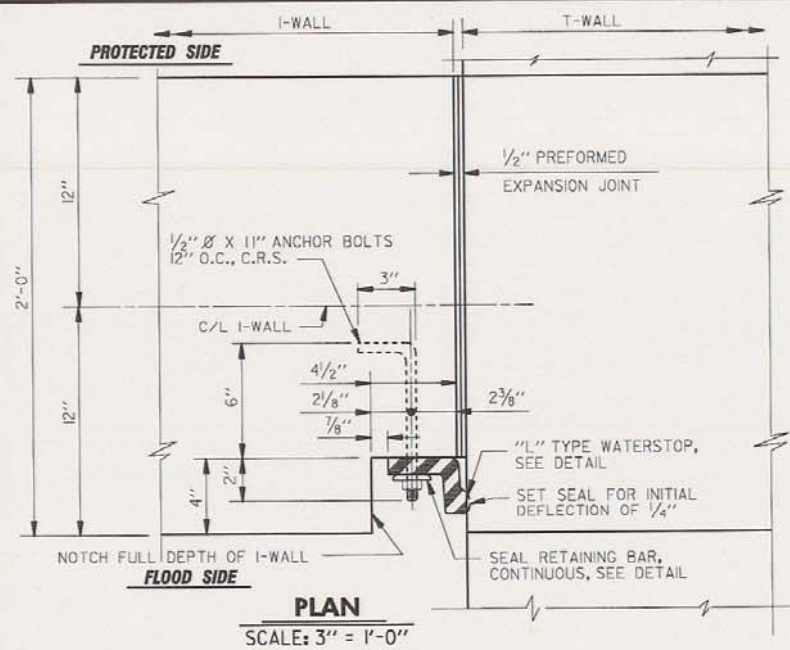 I-WALL
T-WALL
PROTECTED SIDE
1/2" PREFORMED
EXPANSION JOINT
12"
1/2" Ø X 11" ANCHOR BOLTS
12" O.C., C.R.S.
3"
2'-0"
C/L I-WALL
4 1/2"
2 1/8"
2 3/8"
7/8"
6"
12"
"L" TYPE WATERSTOP,
SEE DETAIL
2"
4"
SET SEAL FOR INITIAL
DEFLECTION OF 1/4"
NOTCH FULL DEPTH OF I-WALL
SEAL RETAINING BAR,
CONTINUOUS, SEE DETAIL
FLOOD SIDE
PLAN
SCALE: 3" = 1'-0"